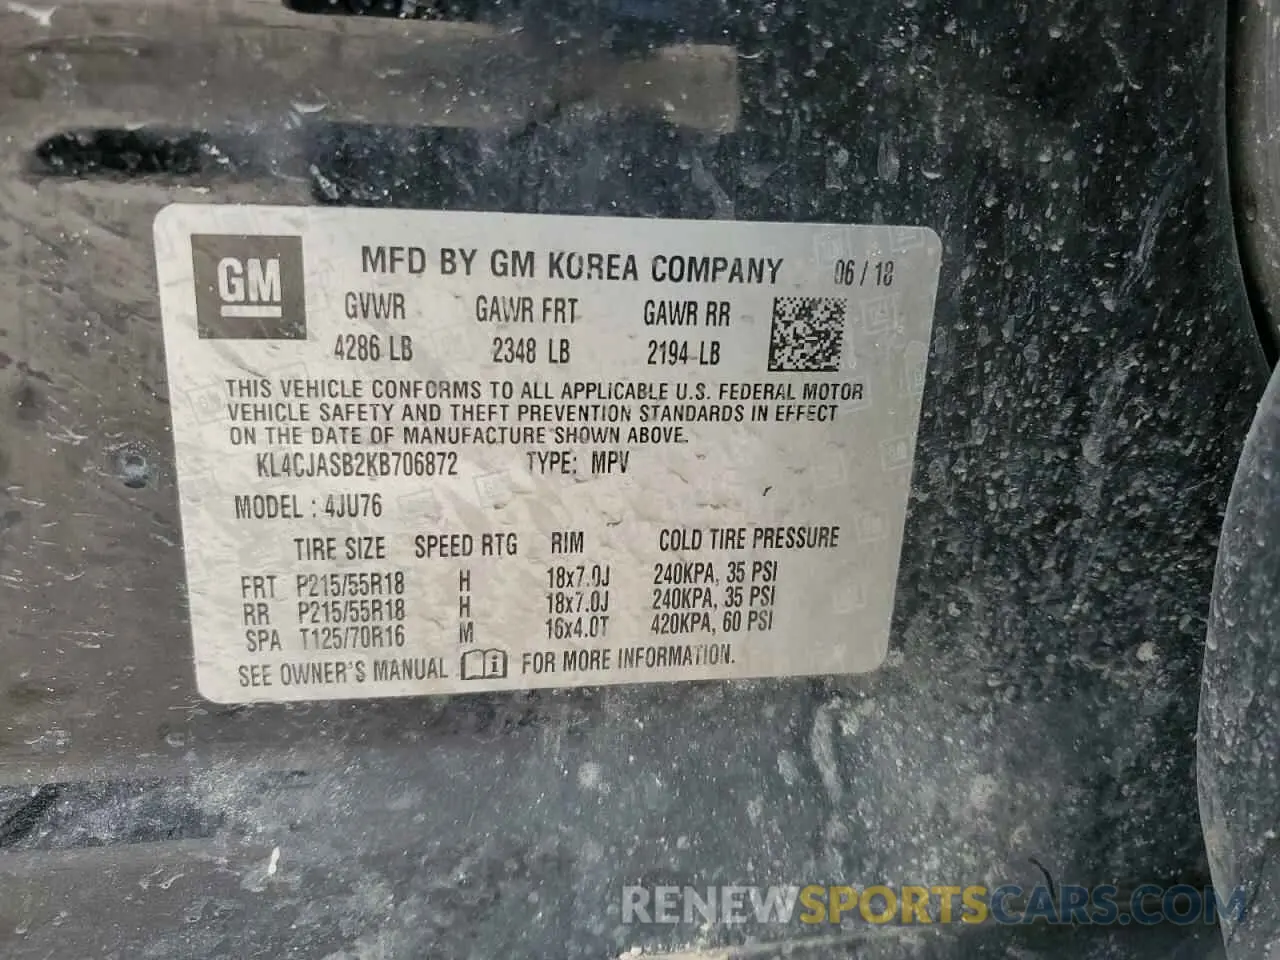 GM
MFD BY GM KOREA COMPANY 06 / 18
GVWR GAWR FRT GAWR RR
4286 LB 2348 LB 2194 LB
THIS VEHICLE CONFORMS TO ALL APPLICABLE U.S. FEDERAL MOTOR
VEHICLE SAFETY AND THEFT PREVENTION STANDARDS IN EFFECT
ON THE DATE OF MANUFACTURE SHOWN ABOVE.
KL4CJASB2KB706872 TYPE: MPV
MODEL : 4JU76
TIRE SIZE SPEED RTG RIM COLD TIRE PRESSURE
FRT P215/55R18 H 18x7.0J 240KPA, 35 PSI
RR P215/55R18 H 18x7.0J 240KPA, 35 PSI
SPA T125/70R16 M 16x4.0T 420KPA, 60 PSI
SEE OWNER'S MANUAL FOR MORE INFORMATION.
RENEWSPORTSCARS.COM